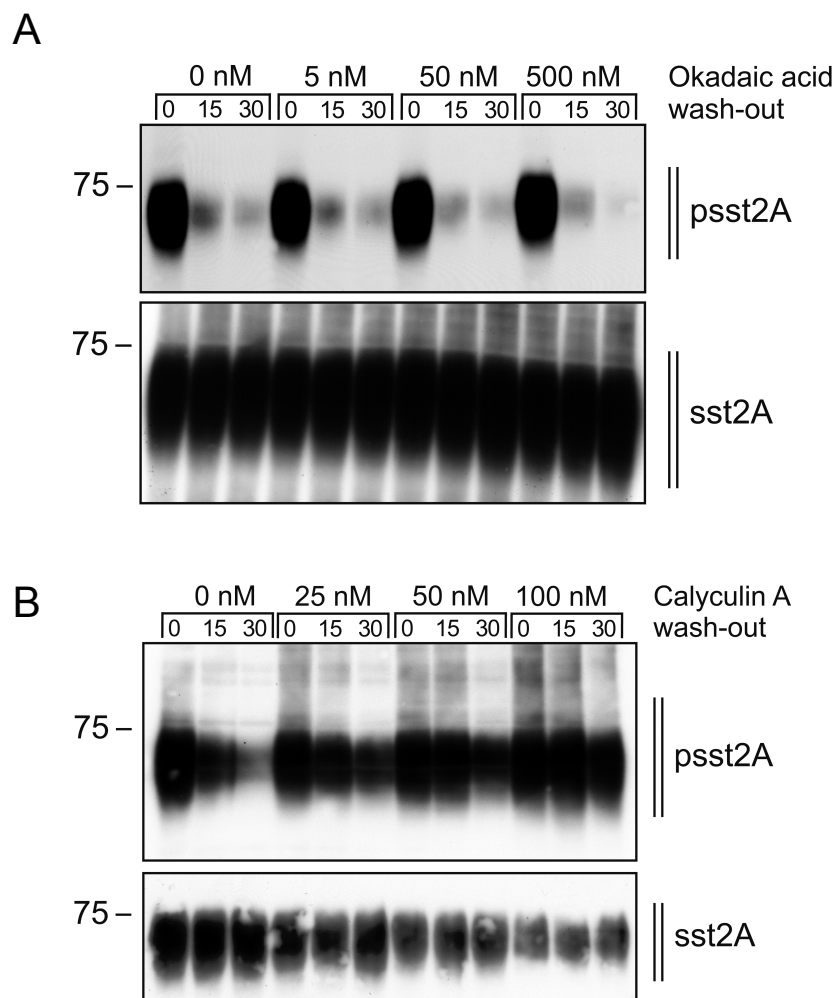 A
0 nM 5 nM 50 nM 500 nM Okadaic acid
0 15 30 0 15 30 0 15 30 0 15 30 wash-out
75 –
psst2A
75 –
sst2A
B
0 nM 25 nM 50 nM 100 nM Calyculin A
0 15 30 0 15 30 0 15 30 0 15 30 wash-out
75 –
psst2A
75 –
sst2A